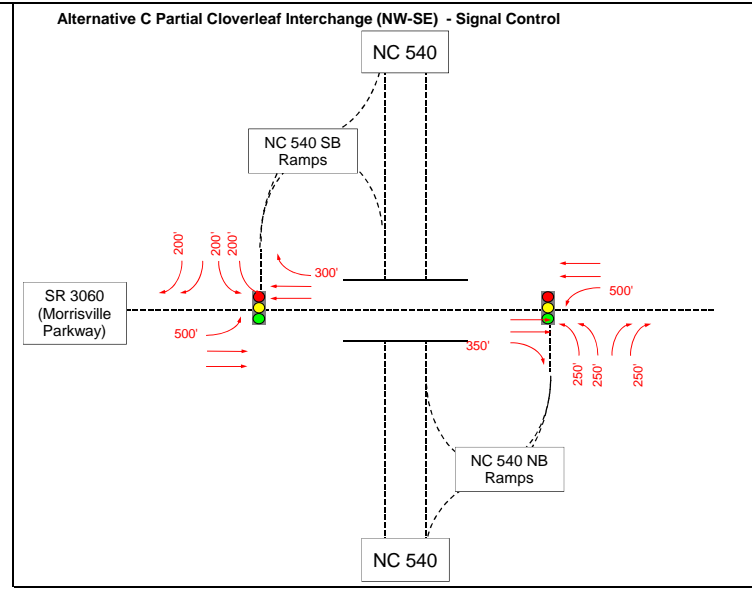 Alternative C Partial Cloverleaf Interchange (NW-SE) - Signal Control
NC 540
NC 540 SB
Ramps
200'
200'
200'
300'
500'
SR 3060
(Morrisville
Parkway)
500'
350'
250'
250'
250'
NC 540 NB
Ramps
NC 540